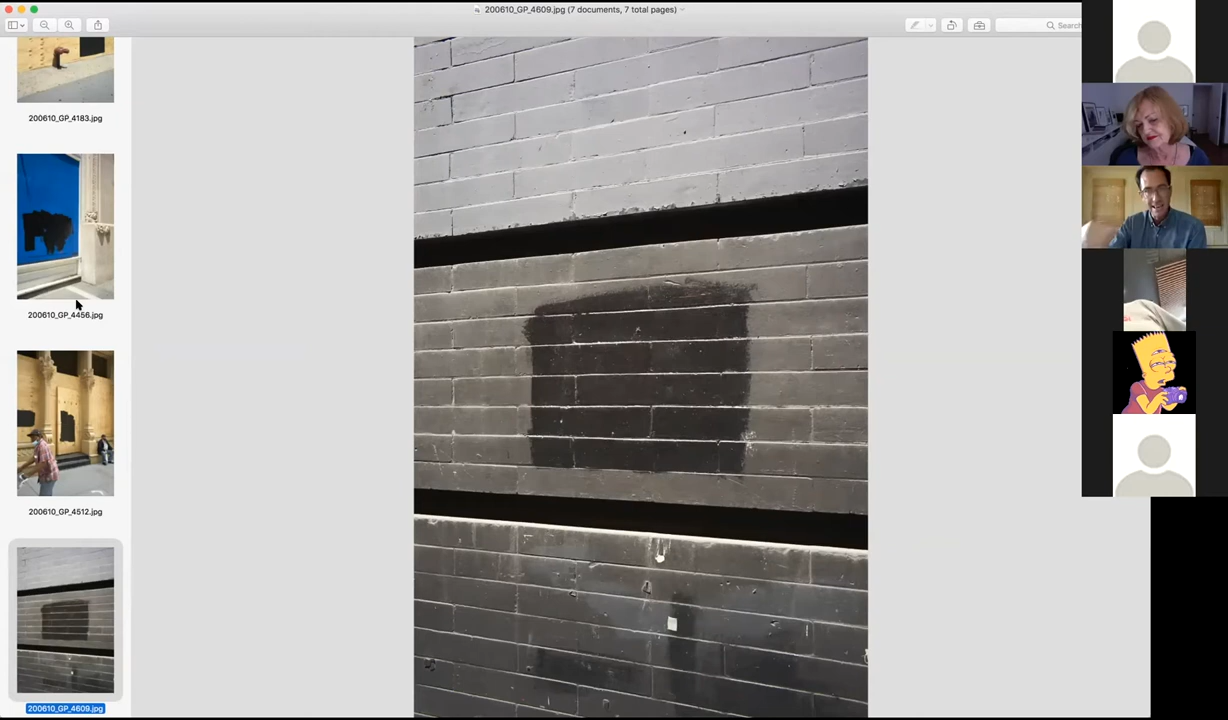 200610_GP_4609.jpg (7 documents, 7 total pages)
Search
200610_GP_4183.jpg
200610_GP_4456.jpg
200610_GP_4512.jpg
200610_GP_4609.jpg